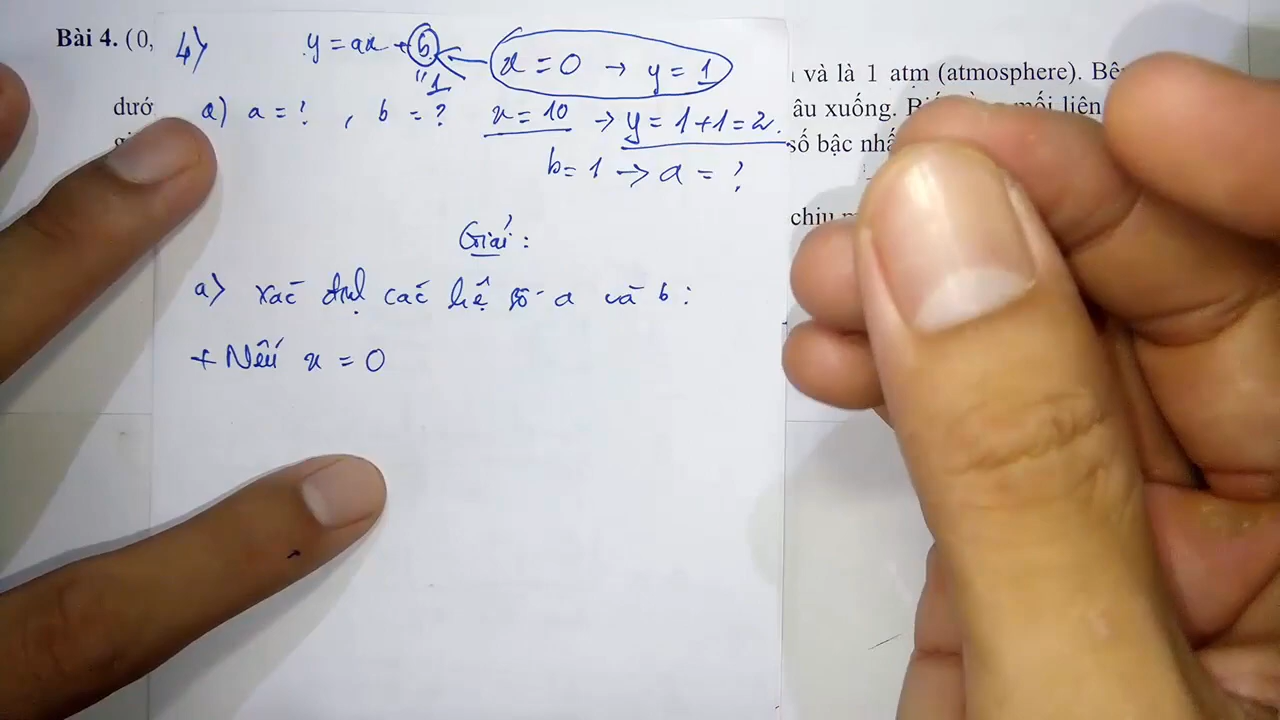 Bài 4. (0,
4)
y = ax + b
x = 0 → y = 1
"1
và là 1 atm (atmosphere). Bê
dướ
a) a = ? , b = ?
x = 10 → y = 1 + 1 = 2.
âu xuống.
mối liên
b = 1 → a = ?
số bậc nhấ
chịu
Giải:
a) xác định các hệ số a và b:
+ Nếu x = 0